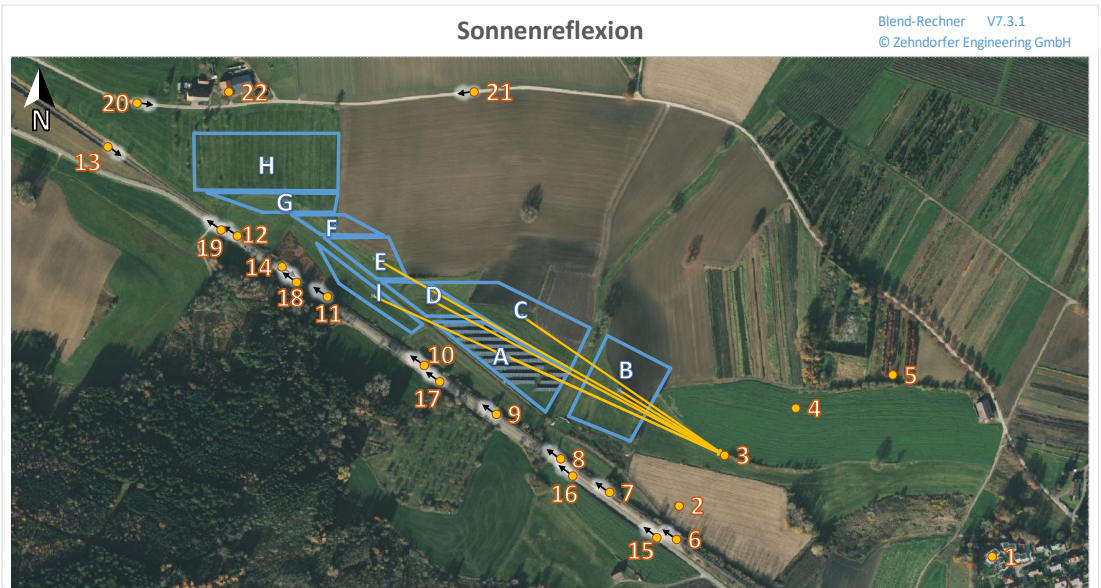 Sonnenreflexion
Blend-Rechner V7.3.1
© Zehndorfer Engineering GmbH
N
20
22
21
13
H
G
F
19
12
E
14
18
I
D
C
11
A
B
10
17
5
4
9
3
8
16
7
2
15
6
1